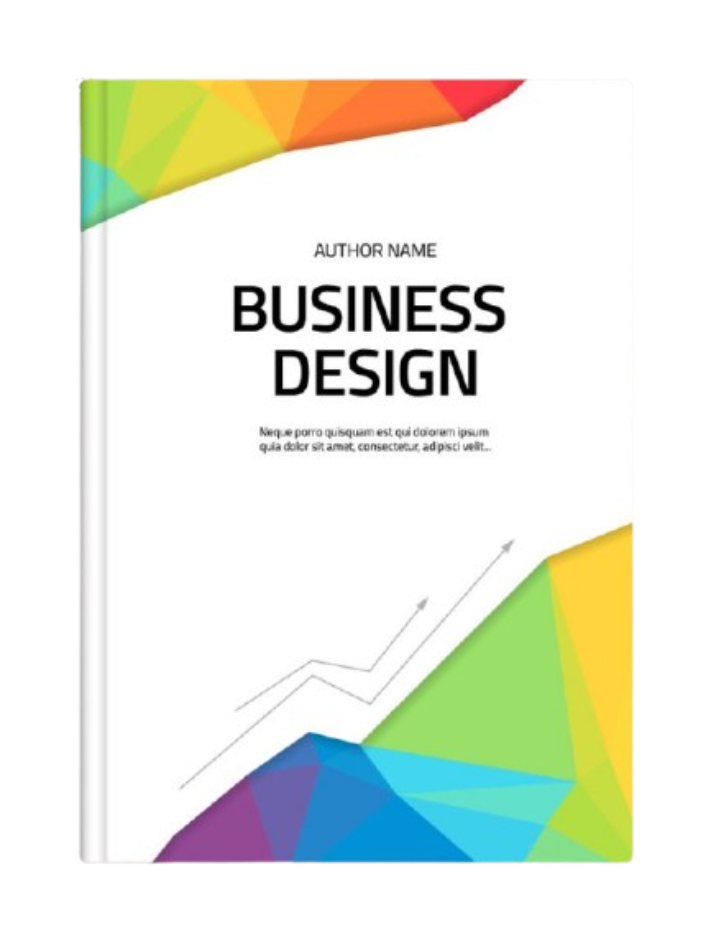 AUTHOR NAME
BUSINESS
DESIGN
Neque porro quisquam est qui dolorem ipsum
quia dolor sit amet, consectetur, adipisci velit...